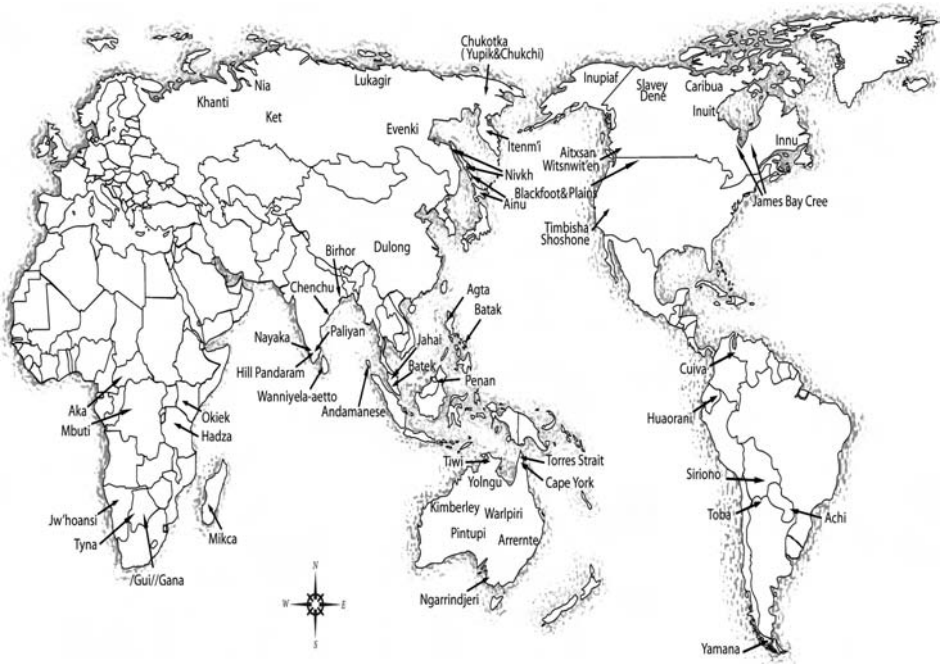 Chukotka
(Yupik&Chukchi)
Lukagir
Nia
Khanti
Ket
Evenki
Itenm'i
Nivkh
Ainu
Inupiaf
Slavey
Dene
Caribua
Inuit
Innu
Aitxsan
Witsnwit'en
Blackfoot&Plains
James Bay Cree
Timbisha
Shoshone
Dulong
Birhor
Chenchu
Nayaka
Paliyan
Hill Pandaram
Wanniyela-aetto
Andamanese
Jahai
Batek
Agta
Batak
Penan
Cuiva
Huaorani
Aka
Mbuti
Okiek
Hadza
Tiwi
Yolngu
Torres Strait
Cape York
Kimberley
Warlpiri
Pintupi
Arrernte
Ngarrindjeri
Siriono
Toba
Achi
Jw'hoansi
Tyna
/Gui//Gana
Mikca
Yamana
N
W
E
S